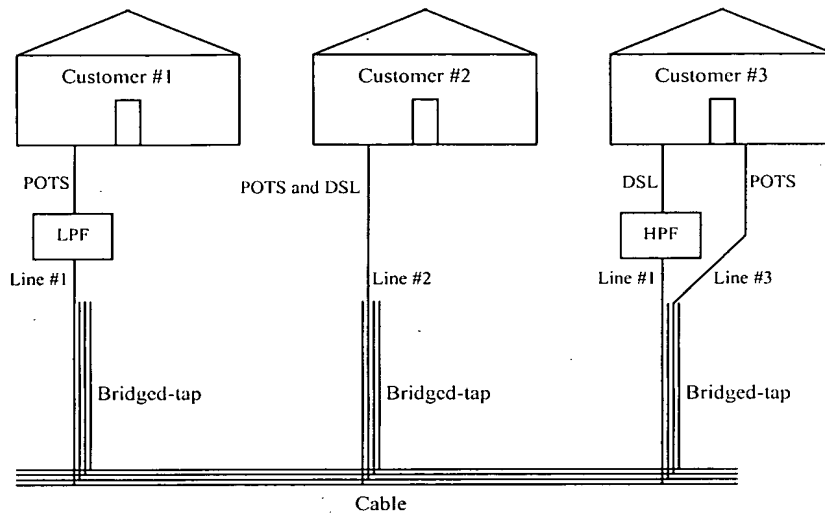 Customer #1
Customer #2
Customer #3
POTS
POTS and DSL
DSL
POTS
LPF
HPF
Line #1
Line #2
Line #1
Line #3
Bridged-tap
Bridged-tap
Bridged-tap
Cable